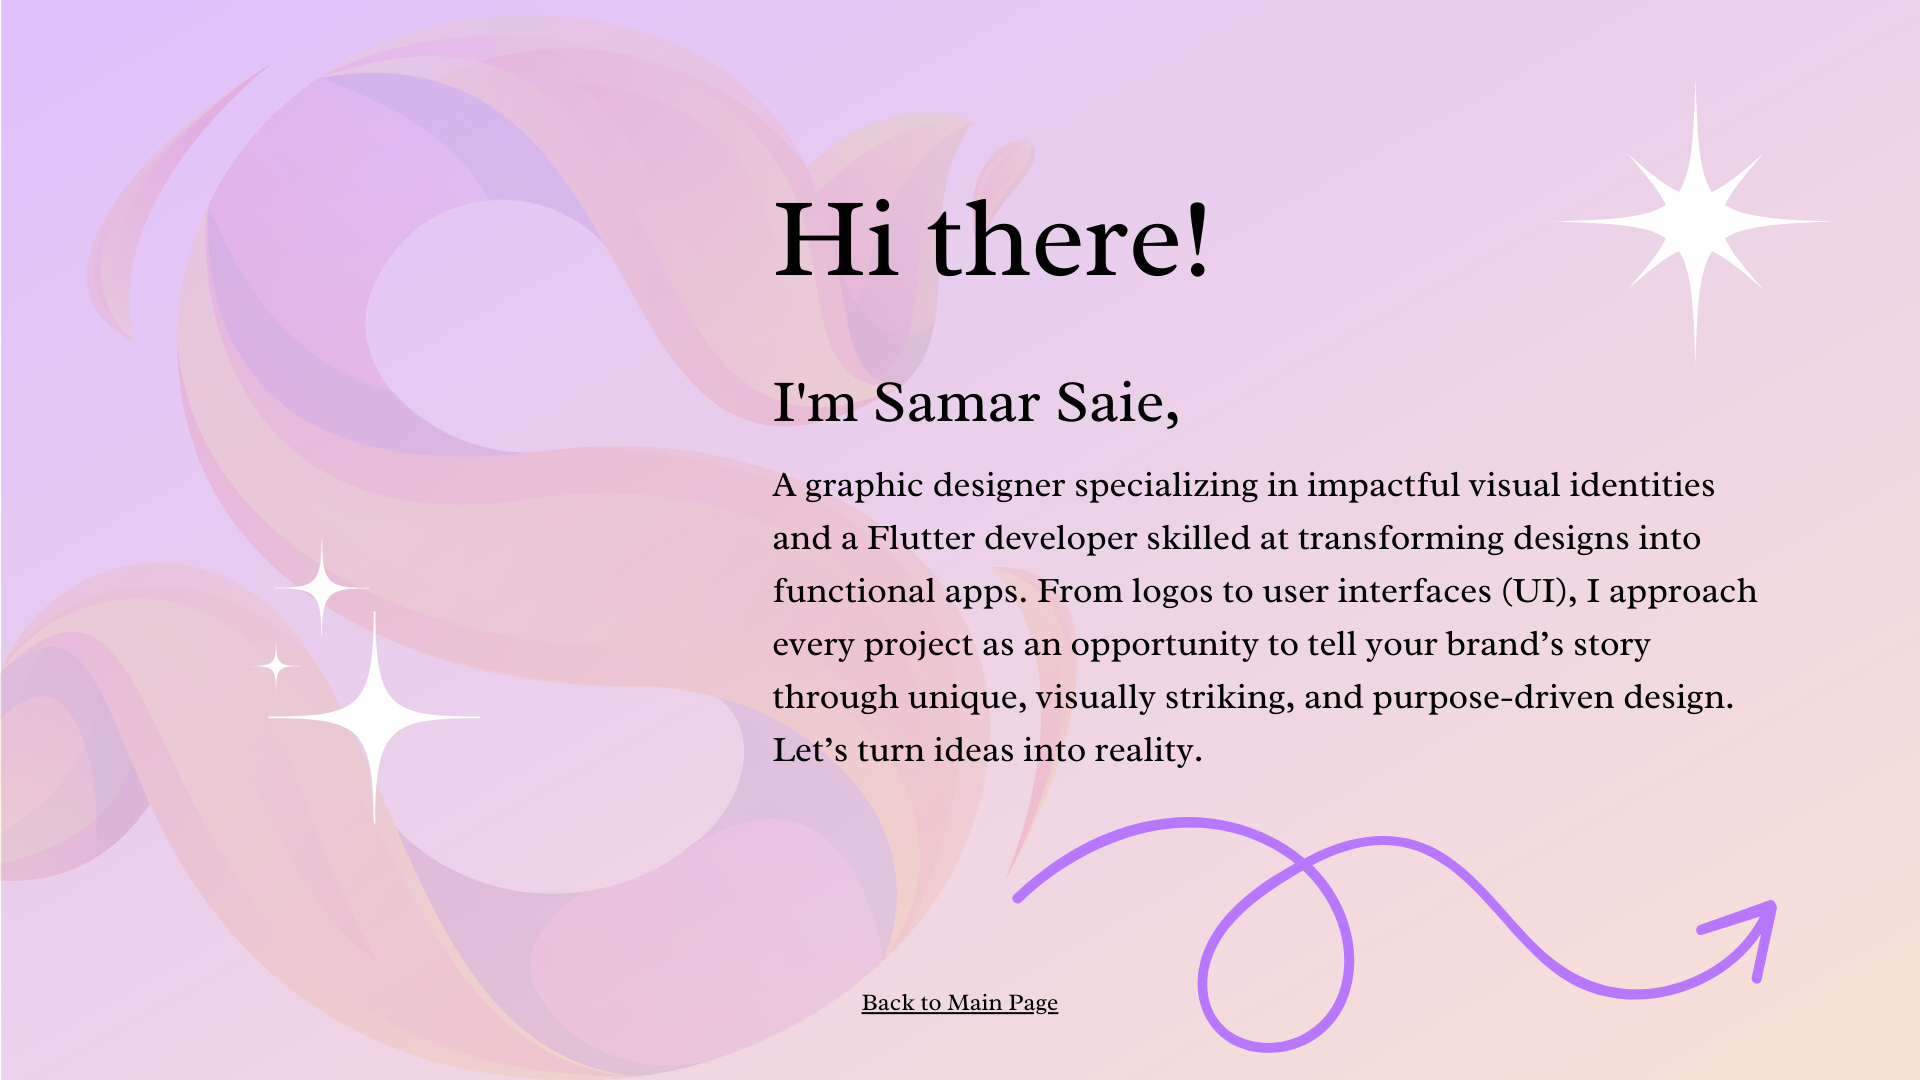 Hi there!
I'm Samar Saie,
A graphic designer specializing in impactful visual identities
and a Flutter developer skilled at transforming designs into
functional apps. From logos to user interfaces (UI), I approach
every project as an opportunity to tell your brand’s story
through unique, visually striking, and purpose-driven design.
Let’s turn ideas into reality.
Back to Main Page